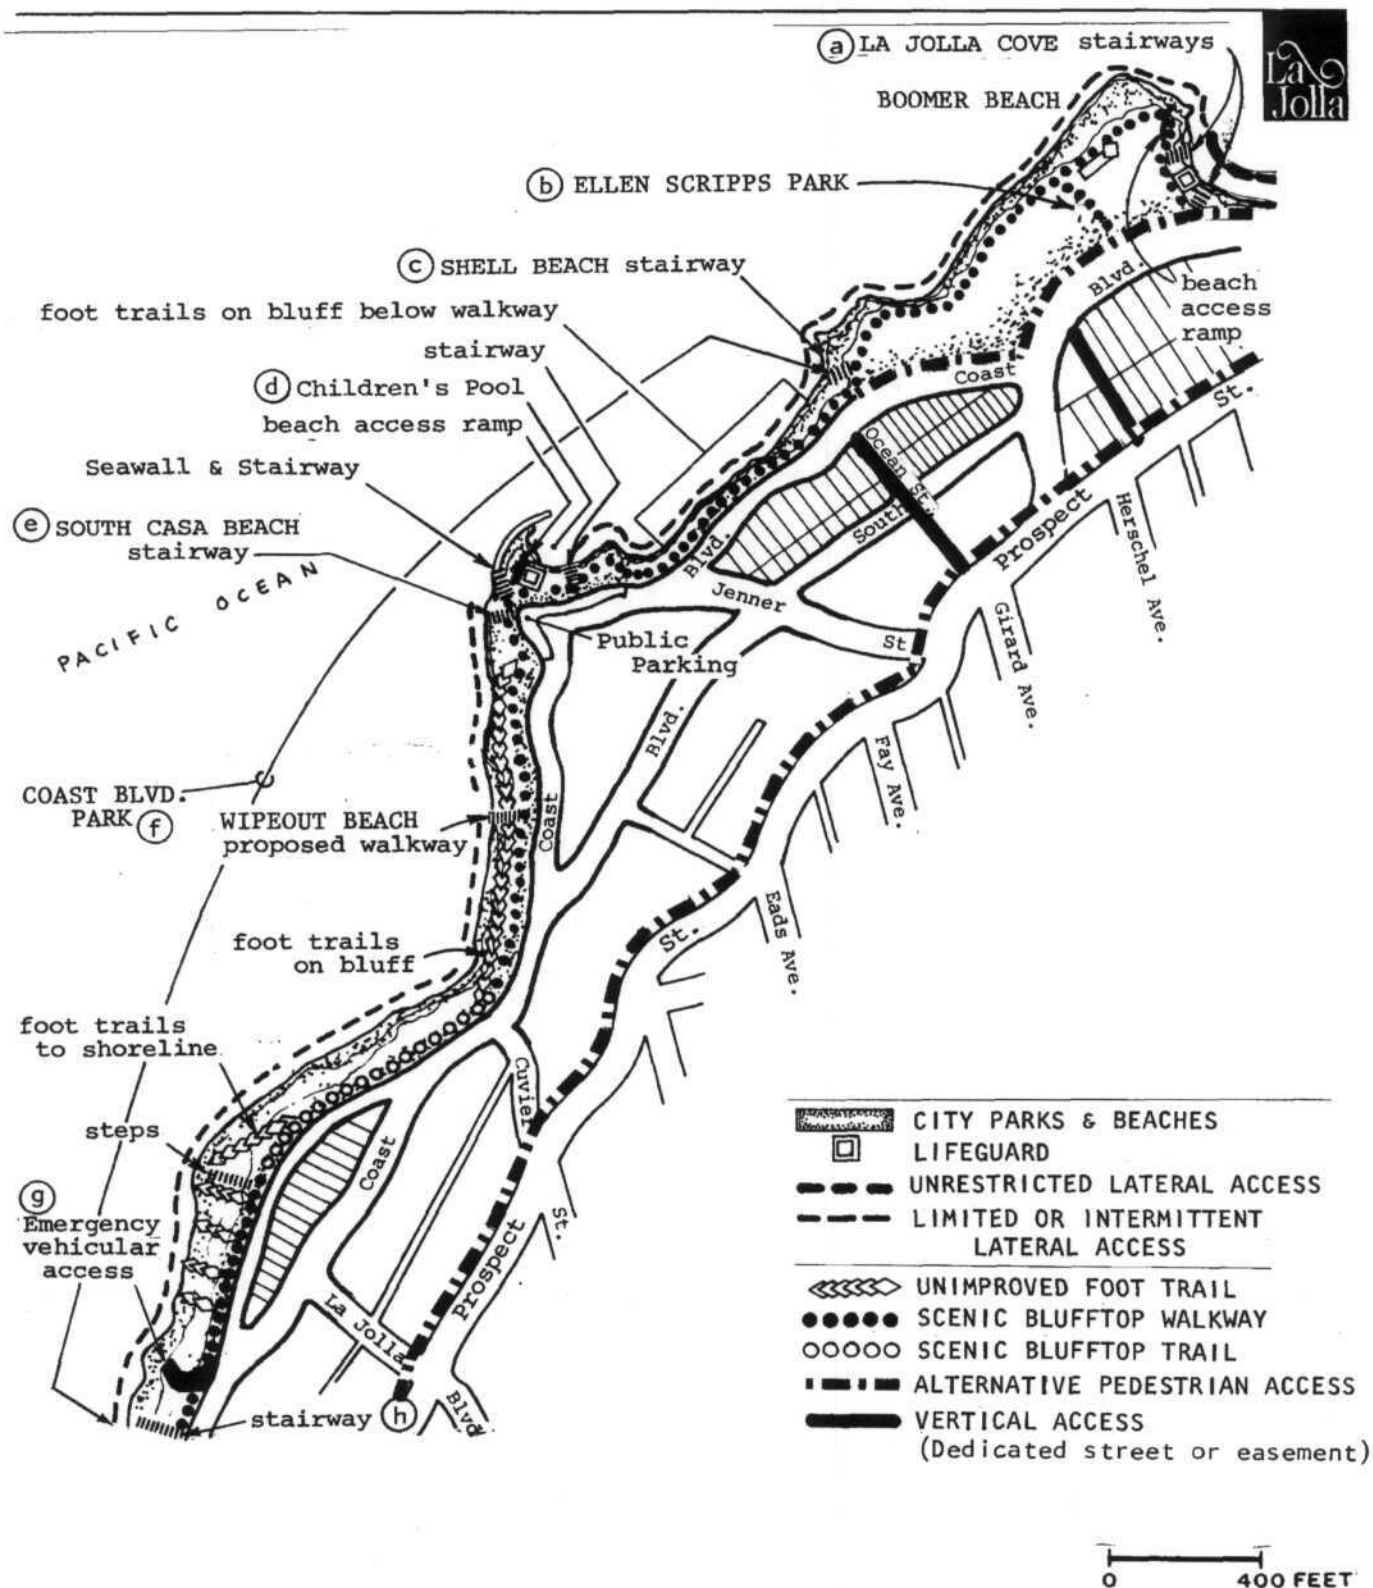 ⓐ LA JOLLA COVE stairways
La
Jolla
BOOMER BEACH
ⓑ ELLEN SCRIPPS PARK
ⓒ SHELL BEACH stairway
foot trails on bluff below walkway
stairway
ⓓ Children's Pool
beach access ramp
Seawall & Stairway
ⓔ SOUTH CASA BEACH
stairway
PACIFIC OCEAN
Blvd.
beach
access
ramp
Coast
St.
Ocean St.
South
Blvd.
Prospect
Herschel Ave.
Jenner
St
Girard Ave.
Public
Parking
Blvd.
Fay Ave.
COAST BLVD.
PARK ⓕ
WIPEOUT BEACH
proposed walkway
Coast
Eads Ave.
St.
foot trails
on bluff
foot trails
to shoreline
Cuvier
steps
Coast
ⓖ
Emergency
vehicular
access
St.
Prospect
La Jolla
Blvd
stairway ⓗ
CITY PARKS & BEACHES
LIFEGUARD
UNRESTRICTED LATERAL ACCESS
LIMITED OR INTERMITTENT
LATERAL ACCESS
UNIMPROVED FOOT TRAIL
SCENIC BLUFFTOP WALKWAY
SCENIC BLUFFTOP TRAIL
ALTERNATIVE PEDESTRIAN ACCESS
VERTICAL ACCESS
(Dedicated street or easement)
0 400 FEET